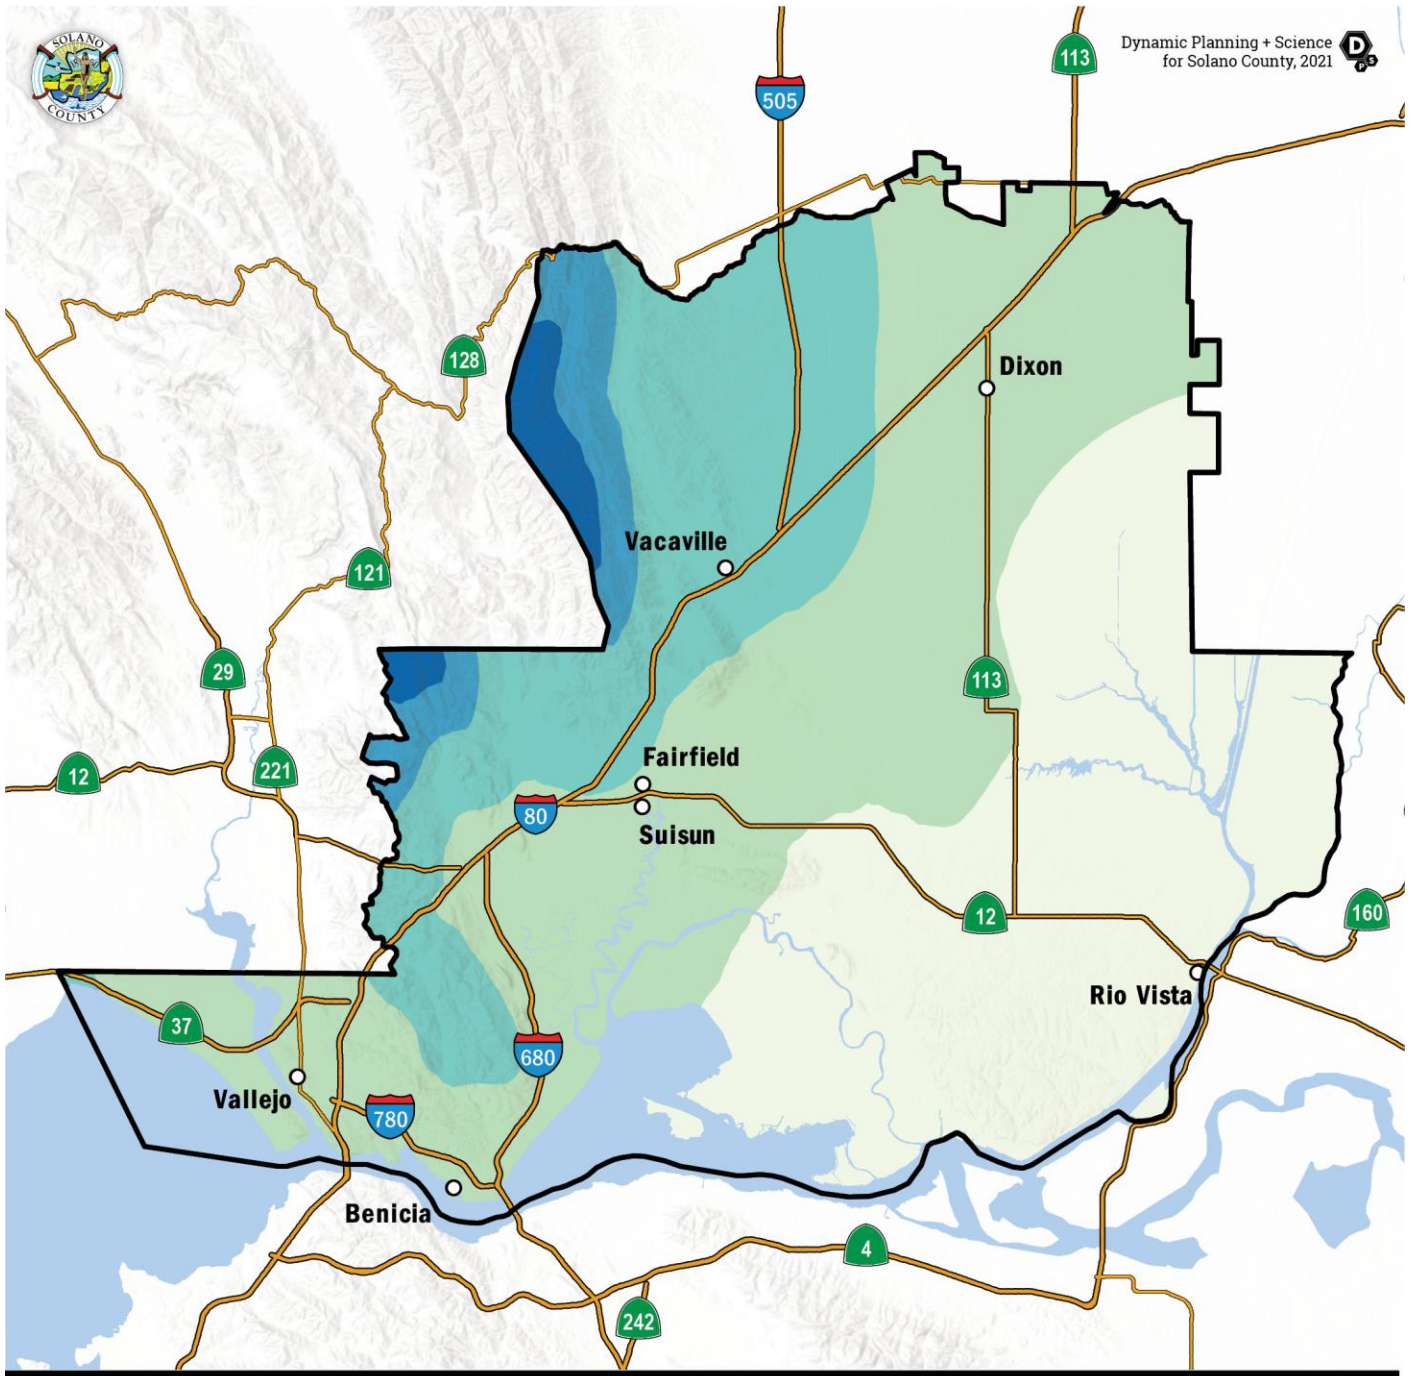 SOLANO
COUNTY
Dynamic Planning + Science
for Solano County, 2021
D
P S
113
505
128
Dixon
Vacaville
121
29
113
12
221
Fairfield
80
Suisun
12
160
Rio Vista
37
680
Vallejo
780
Benicia
4
242